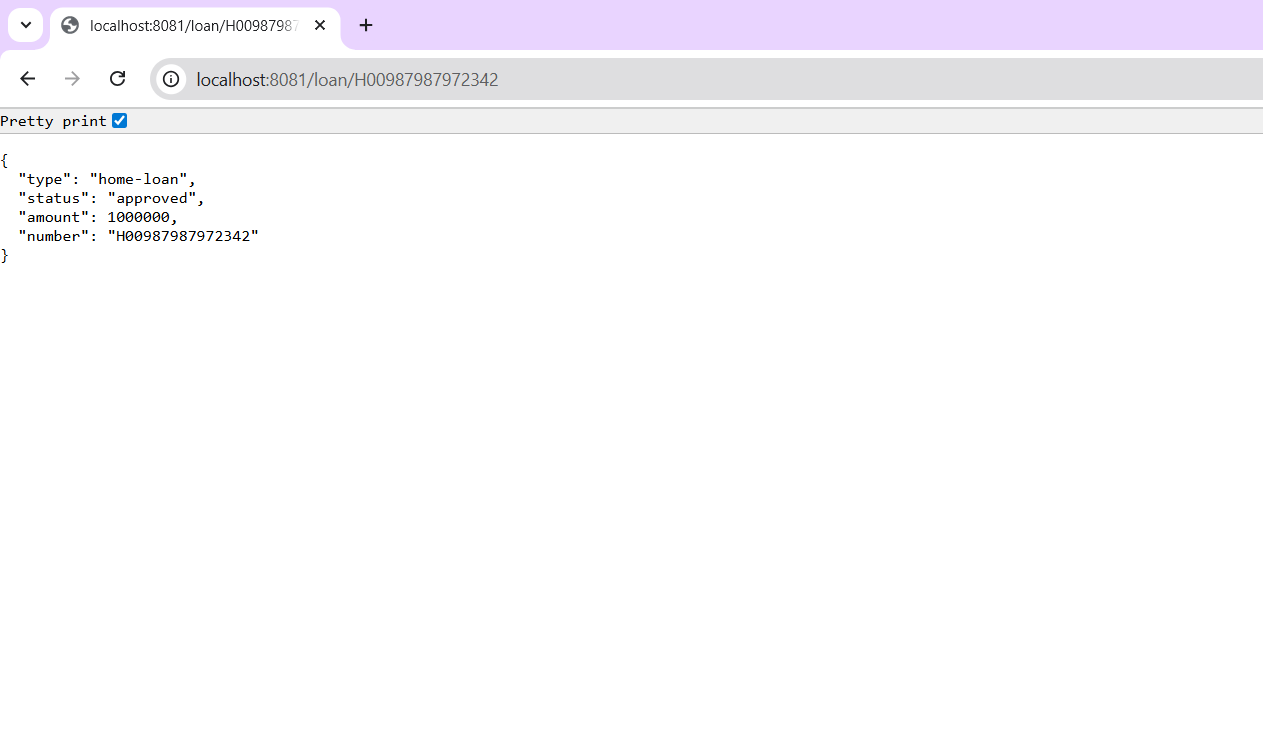 localhost:8081/loan/H00987987
localhost:8081/loan/H00987987972342
Pretty print
{
  "type": "home-loan",
  "status": "approved",
  "amount": 1000000,
  "number": "H00987987972342"
}